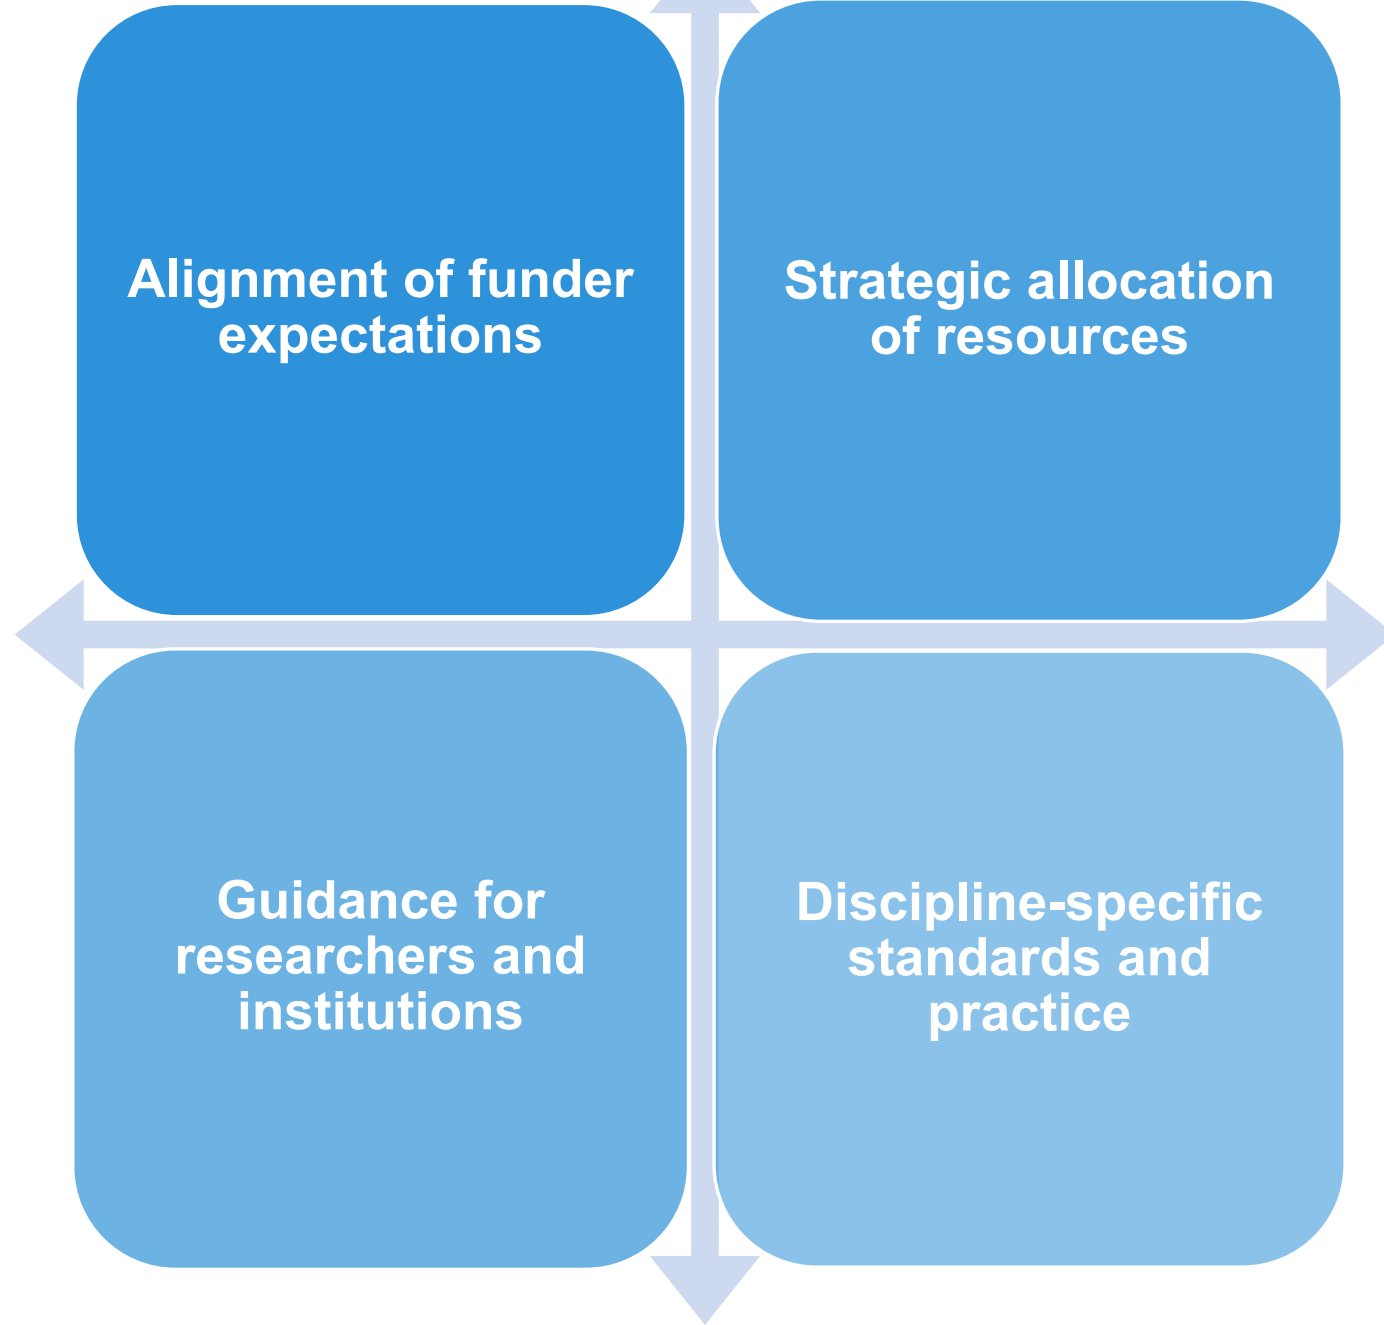 Alignment of funder
expectations
Strategic allocation
of resources
Guidance for
researchers and
institutions
Discipline-specific
standards and
practice